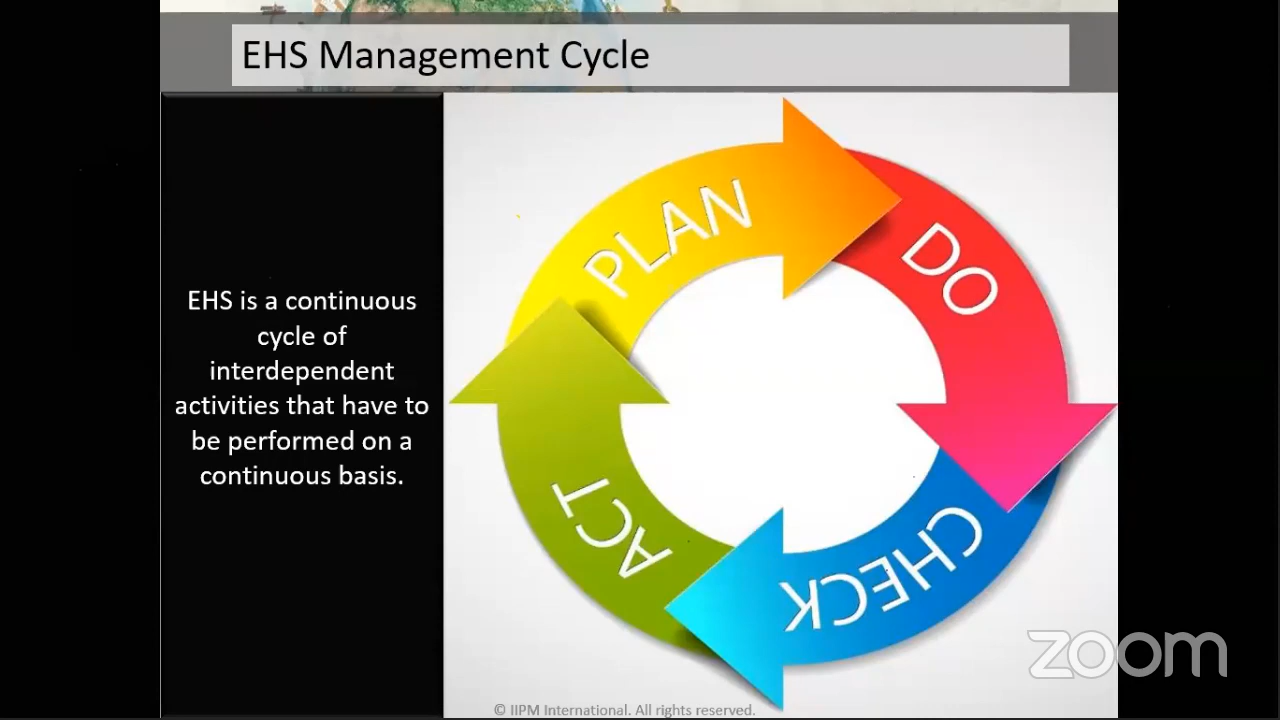 EHS Management Cycle
EHS is a continuous
cycle of
interdependent
activities that have to
be performed on a
continuous basis.
PLAN
DO
CHECK
ACT
zoom
© IIPM International. All rights reserved.